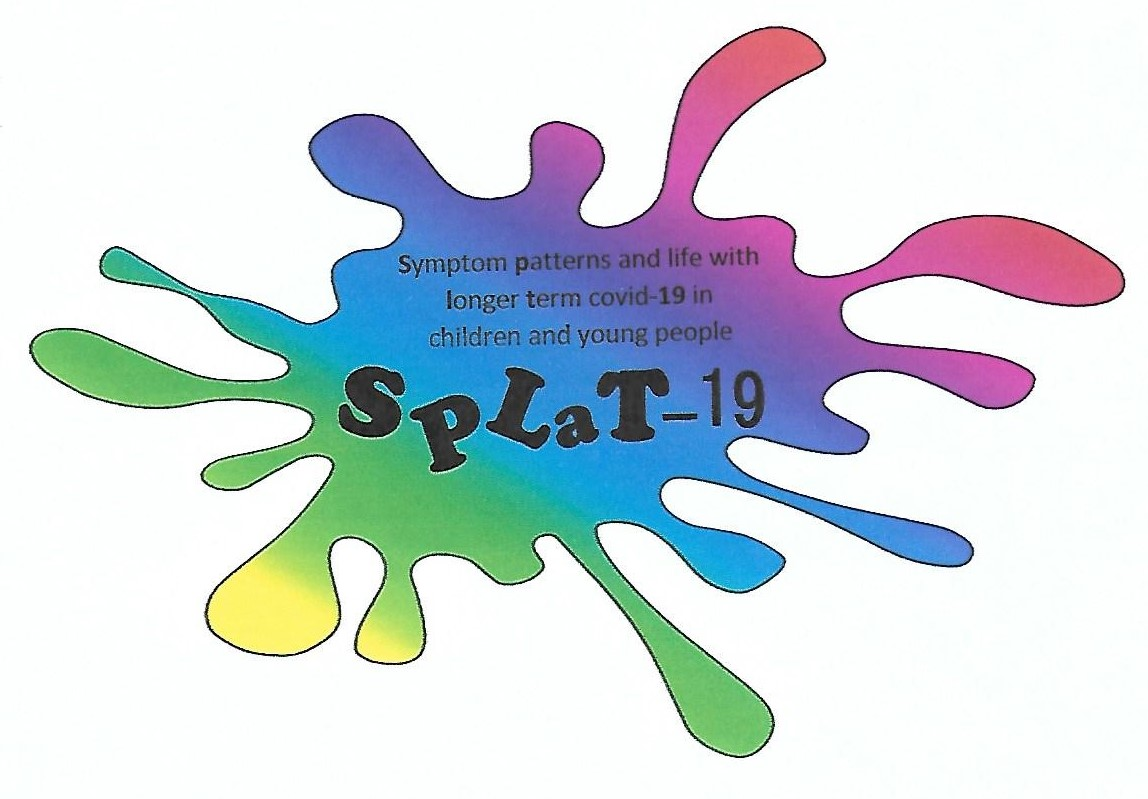 Symptom patterns and life with
longer term covid-19 in
children and young people
SpLaT-19